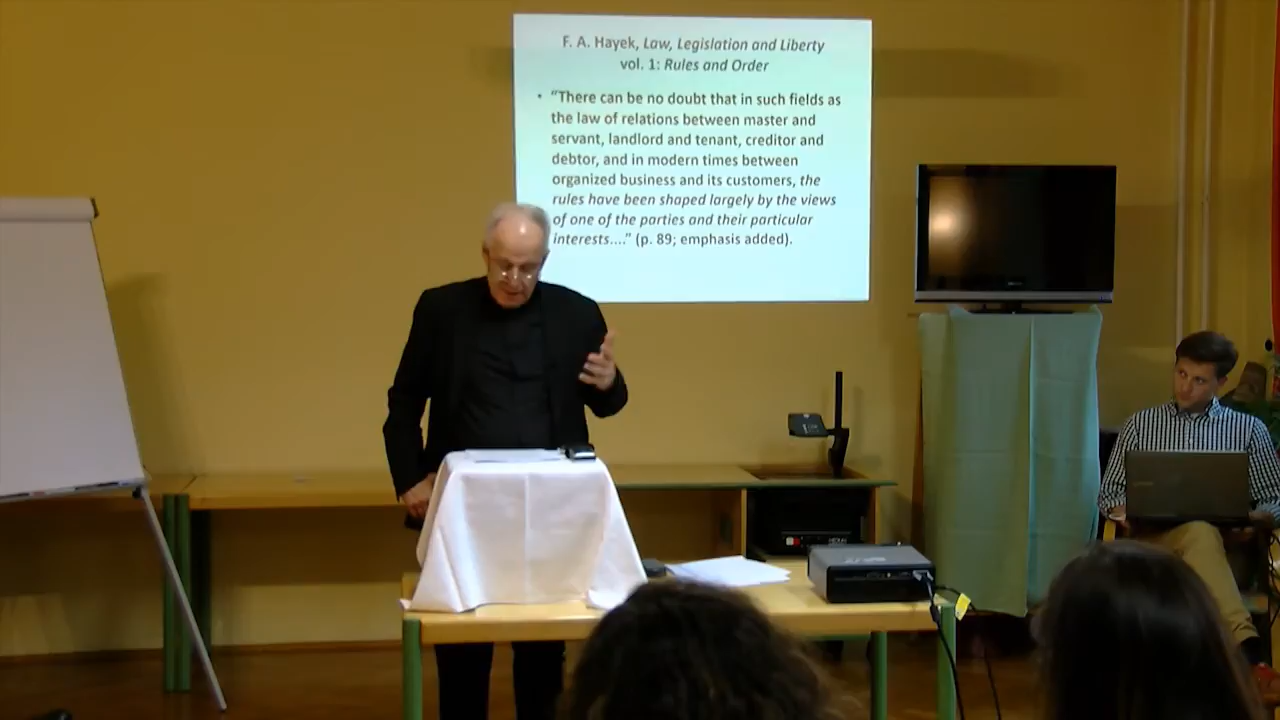 F. A. Hayek, Law, Legislation and Liberty
vol. 1: Rules and Order
• “There can be no doubt that in such fields as
the law of relations between master and
servant, landlord and tenant, creditor and
debtor, and in modern times between
organized business and its customers, the
rules have been shaped largely by the views
of one of the parties and their particular
interests....” (p. 89; emphasis added).